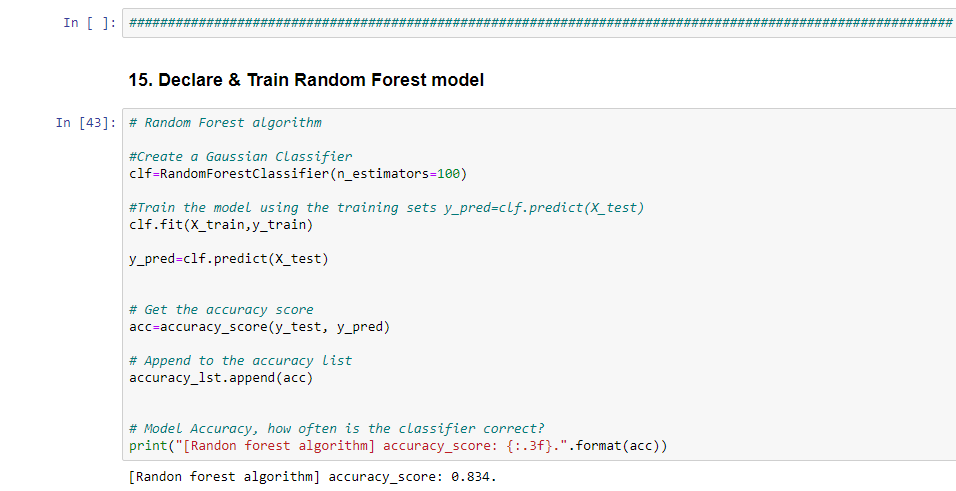 In [ ]: ##########################################################################################################
15. Declare & Train Random Forest model
In [43]: # Random Forest algorithm
#Create a Gaussian Classifier
clf=RandomForestClassifier(n_estimators=100)
#Train the model using the training sets y_pred=clf.predict(X_test)
clf.fit(X_train,y_train)
y_pred=clf.predict(X_test)
# Get the accuracy score
acc=accuracy_score(y_test, y_pred)
# Append to the accuracy list
accuracy_lst.append(acc)
# Model Accuracy, how often is the classifier correct?
print("[Randon forest algorithm] accuracy_score: {:.3f}.".format(acc))
[Randon forest algorithm] accuracy_score: 0.834.